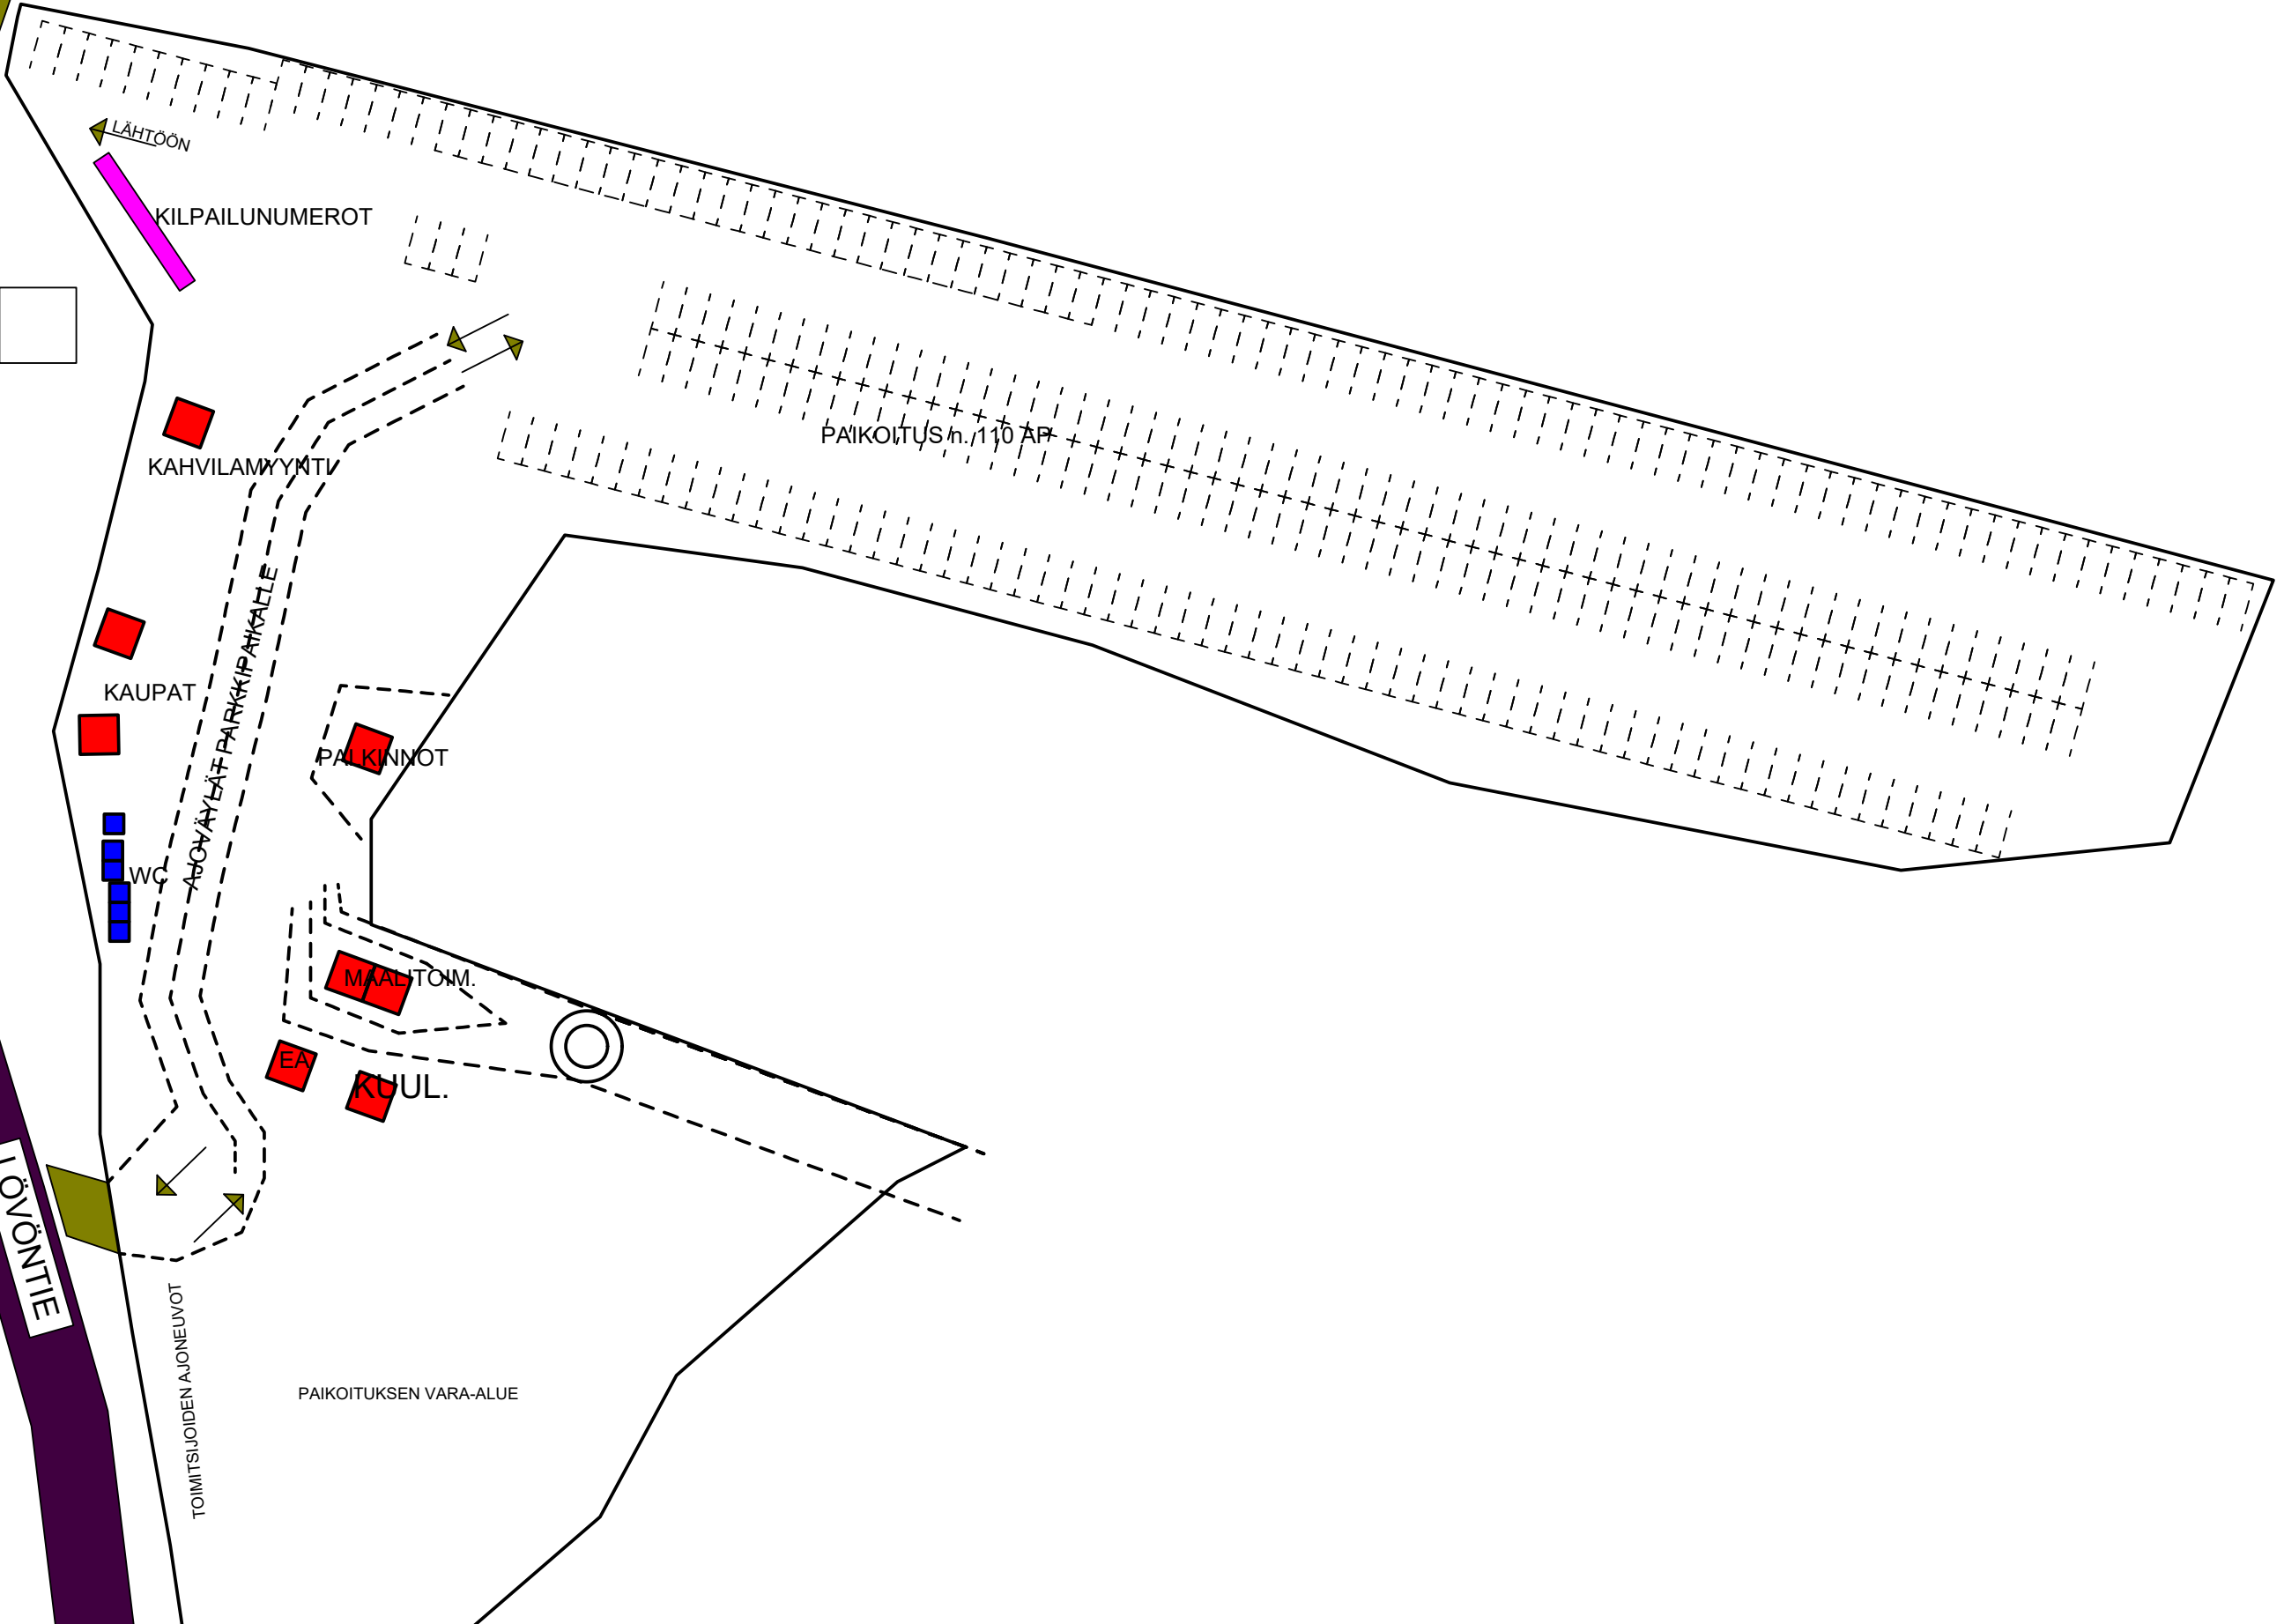 LÄHTÖÖN
KILPAILUNUMEROT
PAIKOITUS n. 110 AP
KAHVILAMYYNTI
AJOVÄYLÄT PARKKIPAIKALLE
KAUPAT
PALKINNOT
WC
MAALITOIM.
EA
KUUL.
LÖVÖNTIE
TOIMITSIJOIDEN AJONEUVOT
PAIKOITUKSEN VARA-ALUE